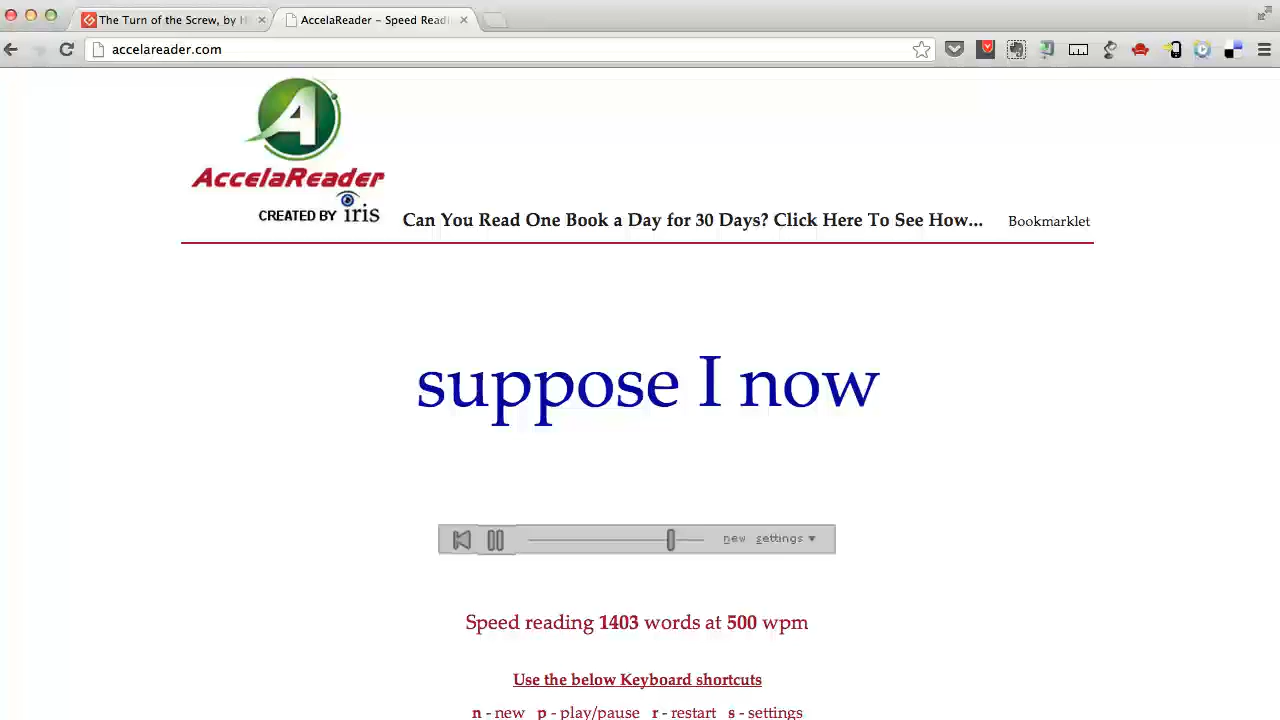 The Turn of the Screw, by H
AccelaReader - Speed Readi
accelareader.com
A
AccelaReader
CREATED BY iris
Can You Read One Book a Day for 30 Days? Click Here To See How...
Bookmarklet
suppose I now
new settings
Speed reading 1403 words at 500 wpm
Use the below Keyboard shortcuts
n - new p - play/pause r - restart s - settings